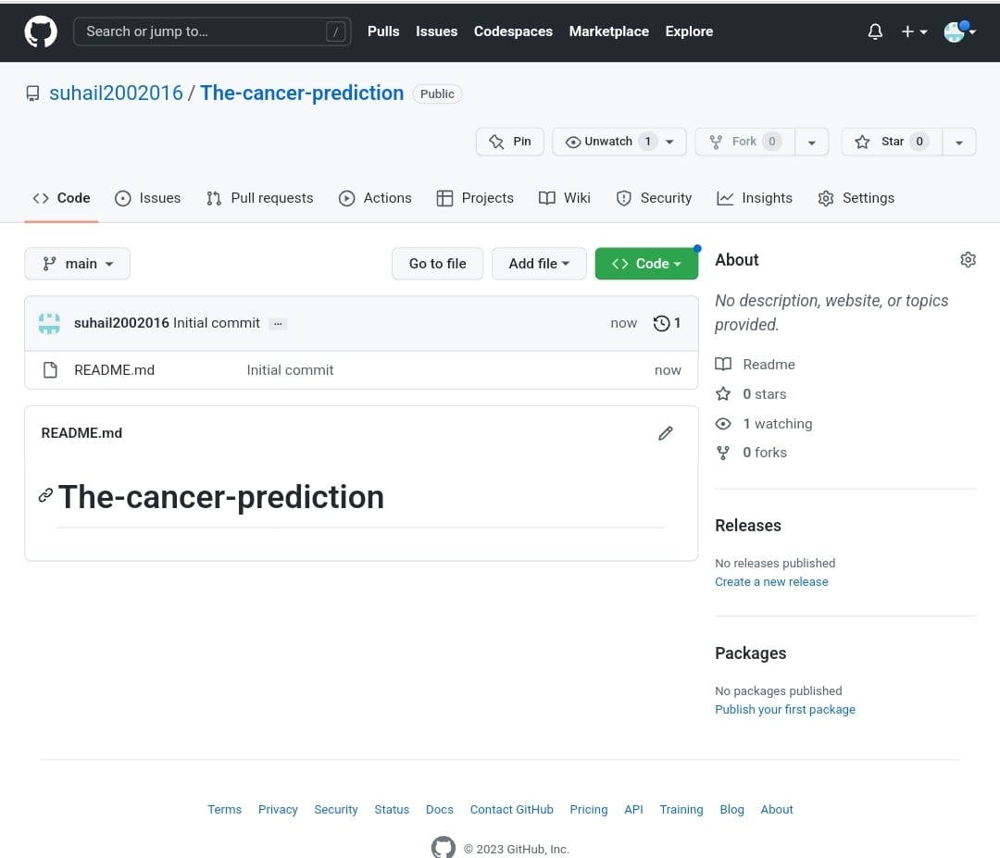 Search or jump to… / Pulls Issues Codespaces Marketplace Explore
suhail2002016 / The-cancer-prediction Public
Pin Unwatch 1 Fork 0 Star 0
Code Issues Pull requests Actions Projects Wiki Security Insights Settings
main Go to file Add file Code
suhail2002016 Initial commit ... now 1
README.md Initial commit now
README.md
The-cancer-prediction
About
No description, website, or topics
provided.
Readme
0 stars
1 watching
0 forks
Releases
No releases published
Create a new release
Packages
No packages published
Publish your first package
Terms Privacy Security Status Docs Contact GitHub Pricing API Training Blog About
© 2023 GitHub, Inc.